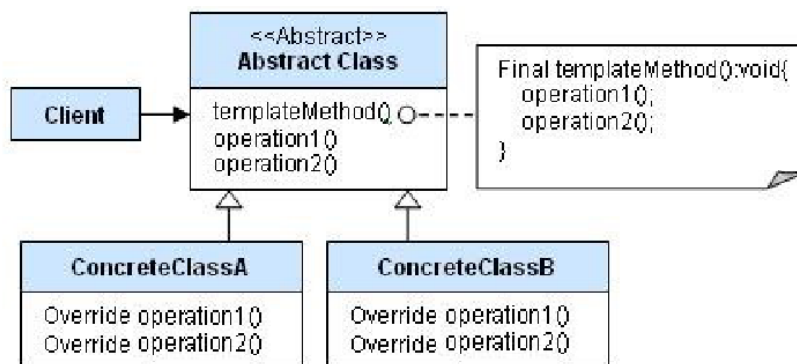 <<Abstract>>
Abstract Class
templateMethod()
operation1()
operation2()
Final templateMethod():void{
operation1();
operation2();
}
Client
ConcreteClassA
Override operation1()
Override operation2()
ConcreteClassB
Override operation1()
Override operation2()